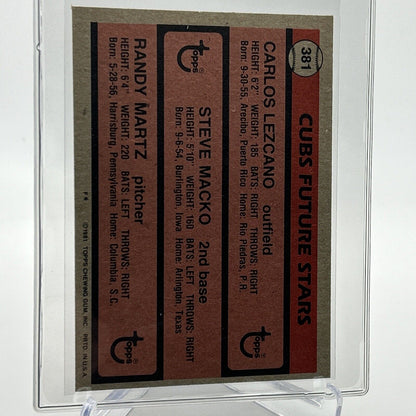 381
CUBS FUTURE STARS
CARLOS LEZCANO outfield
HEIGHT: 6'2" WEIGHT: 185 BATS: RIGHT THROWS: RIGHT
Born: 9-30-55, Arecibo, Puerto Rico Home: Rio Piedras, P.R.
Topps
STEVE MACKO 2nd base
HEIGHT: 5'10" WEIGHT: 160 BATS: LEFT THROWS: RIGHT
Born: 9-6-54, Burlington, Iowa Home: Arlington, Texas
Topps
RANDY MARTZ pitcher
HEIGHT: 6'4" WEIGHT: 220 BATS: LEFT THROWS: RIGHT
Born: 5-28-56, Harrisburg, Pennsylvania Home: Columbia, S.C.
Topps
©1981 TOPPS CHEWING GUM, INC. PRTD. IN U.S.A.